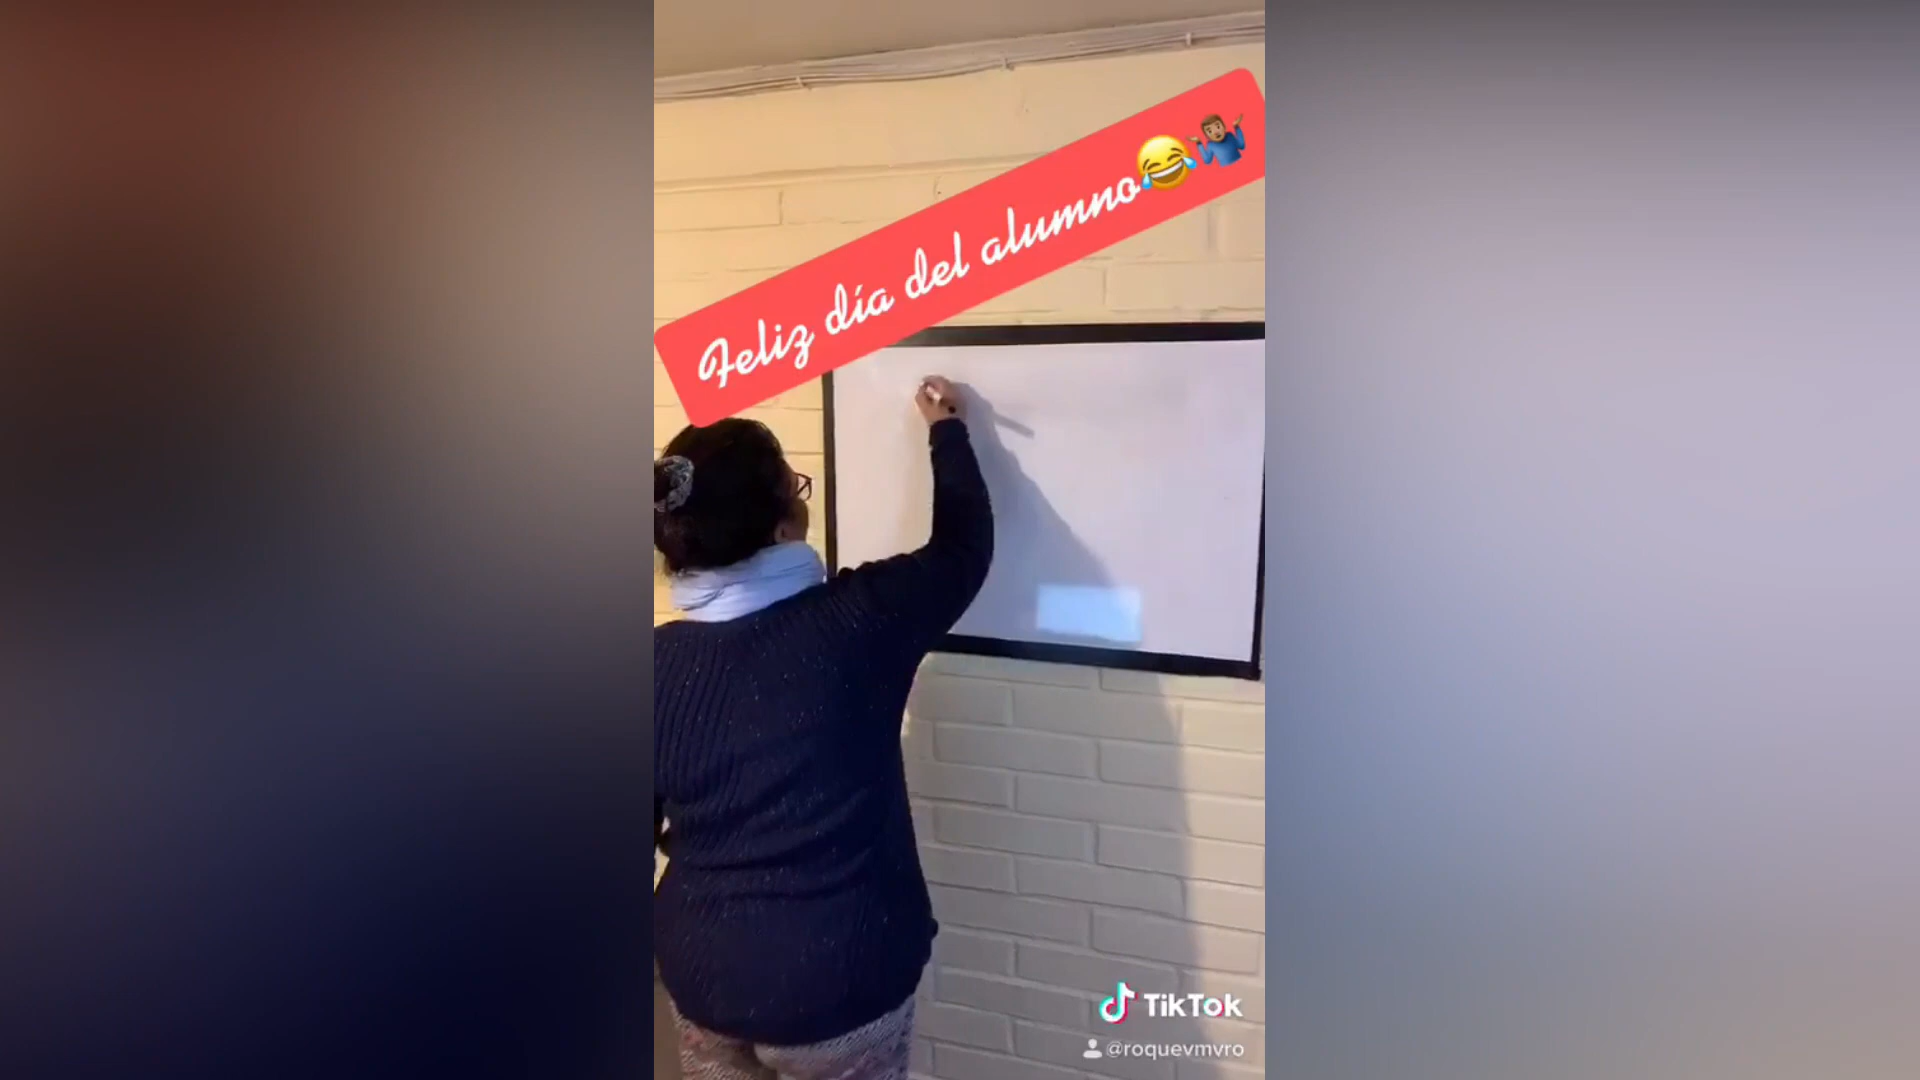 Feliz día del alumno😂🤷🏽‍♂️
TikTok
@roquevmvro